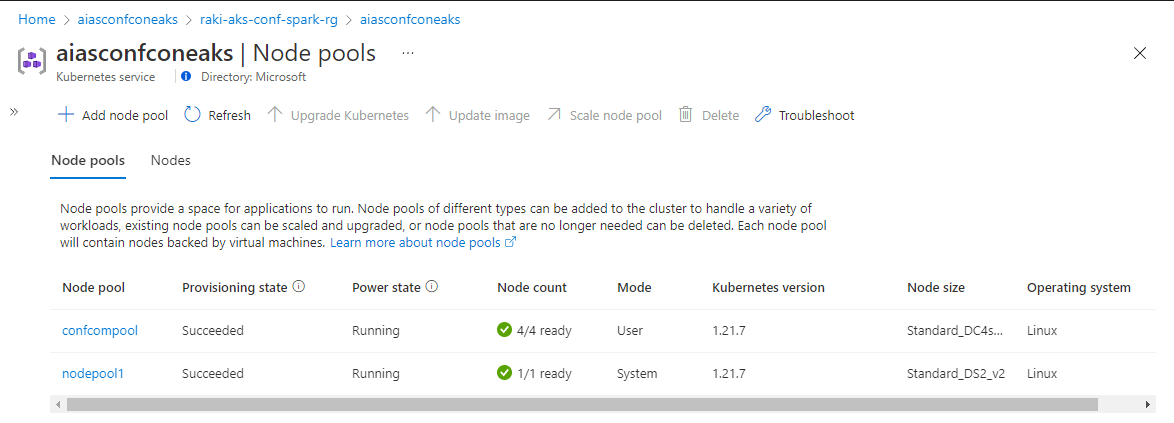 Home > aiasconfconeaks > raki-aks-conf-spark-rg > aiasconfconeaks
aiasconfconeaks | Node pools ...
Kubernetes service Directory: Microsoft
Add node pool Refresh Upgrade Kubernetes Update image Scale node pool Delete Troubleshoot
Node pools Nodes
Node pools provide a space for applications to run. Node pools of different types can be added to the cluster to handle a variety of
workloads, existing node pools can be scaled and upgraded, or node pools that are no longer needed can be deleted. Each node pool
will contain nodes backed by virtual machines. Learn more about node pools
Node pool Provisioning state Power state Node count Mode Kubernetes version Node size Operating system
confcompool Succeeded Running 4/4 ready User 1.21.7 Standard_DC4s... Linux
nodepool1 Succeeded Running 1/1 ready System 1.21.7 Standard_DS2_v2 Linux